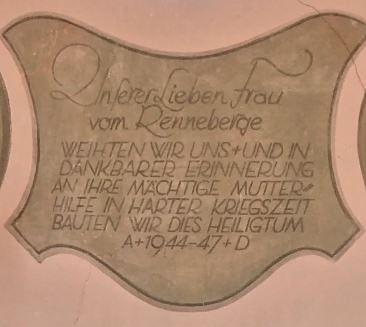 Unserer Lieben Frau
vom Renneberge
WEIHTEN WIR UNS+UND IN
DANKBARER ERINNERUNG
AN IHRE MÄCHTIGE MUTTER=
HILFE IN HARTER KRIEGSZEIT
BAUTEN WIR DIES HEILIGTUM
A+1944-47+D